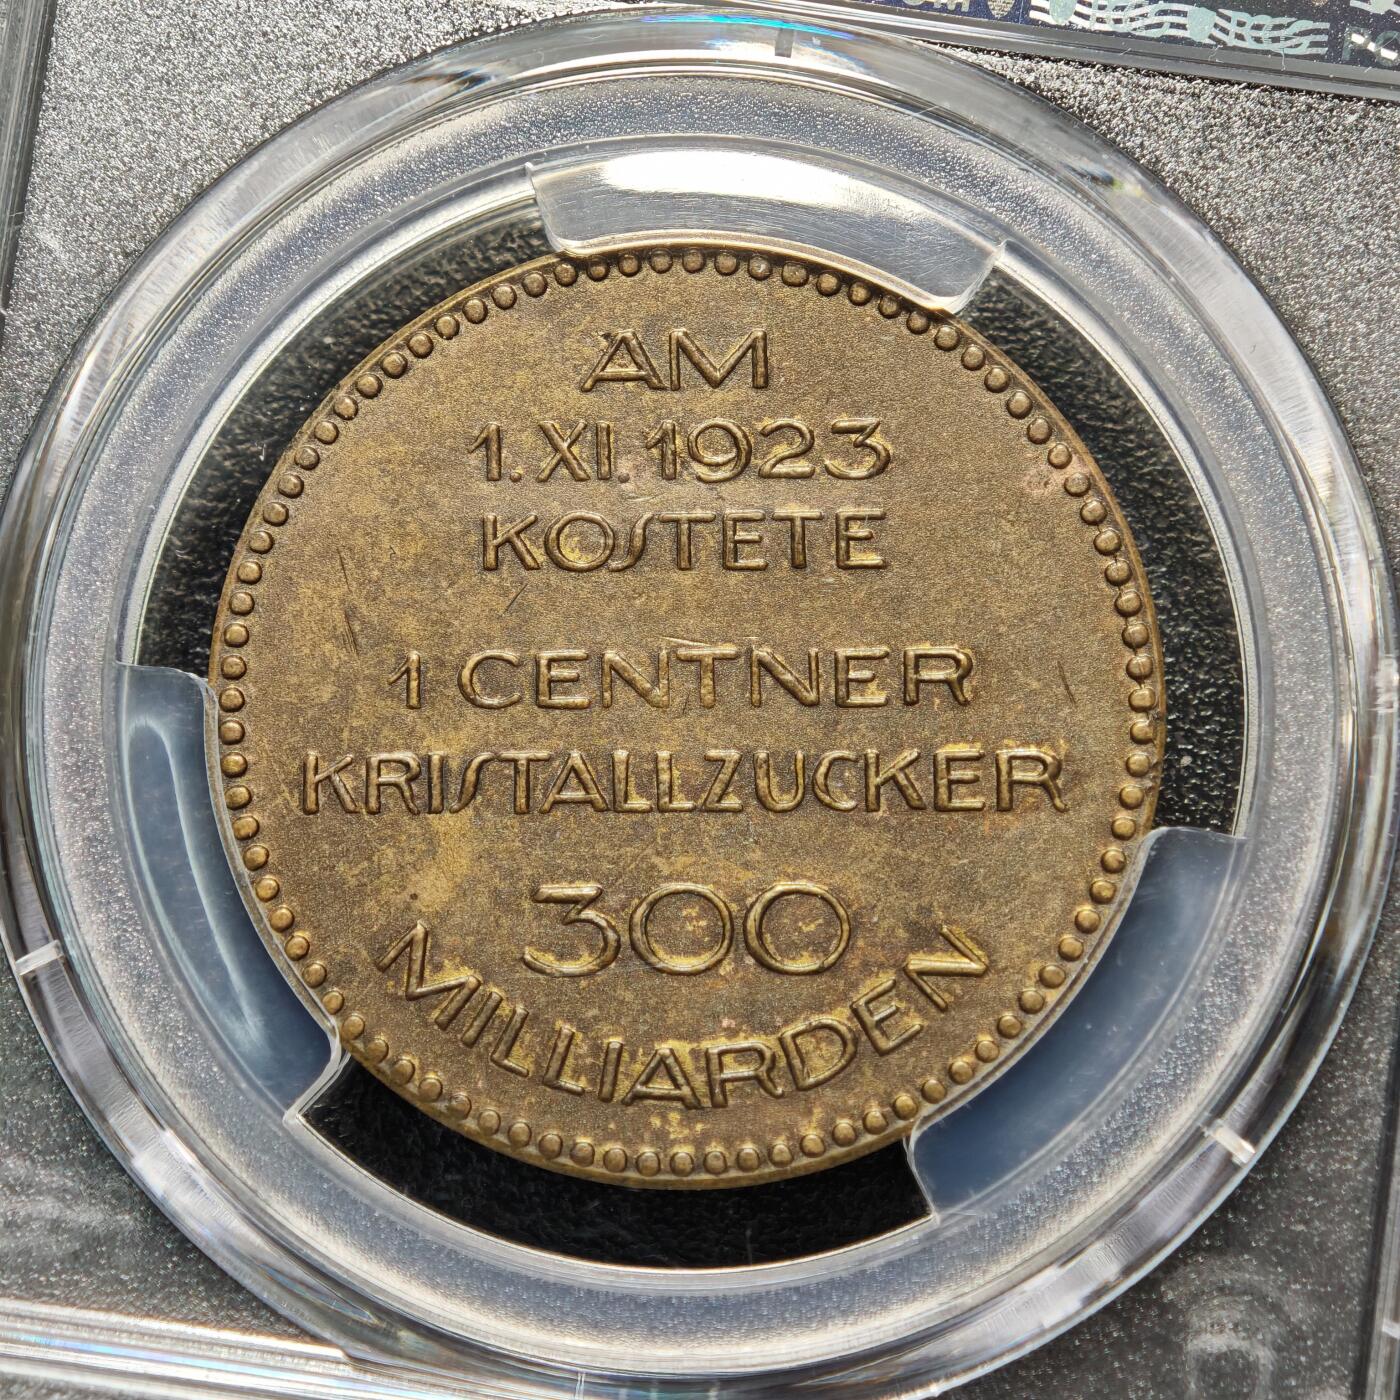 AM
1. XI. 1923
KOSTETE
1 CENTNER
KRISTALLZUCKER
300
MILLIARDEN